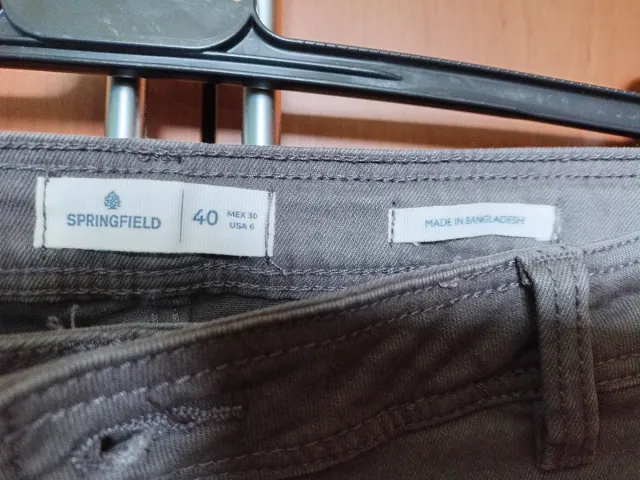 SPRINGFIELD
40
MEX 30
USA 6
MADE IN BANGLADESH